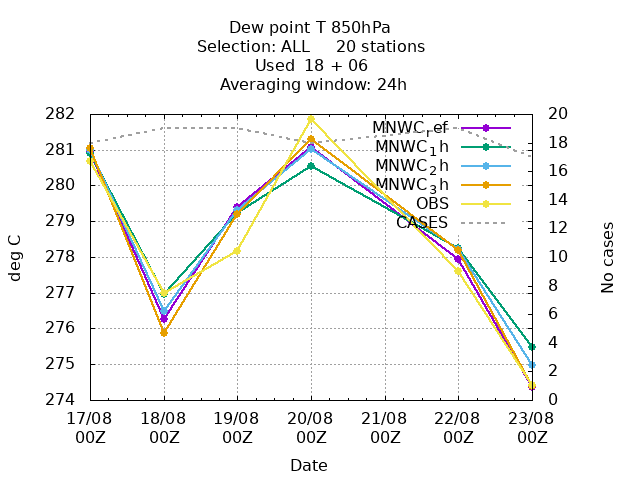 Dew point T 850hPa
Selection: ALL     20 stations
Used  18 + 06
Averaging window: 24h
282
281
280
279
278
277
276
275
274
deg C
20
18
16
14
12
10
8
6
4
2
0
No cases
MNWC_ref
MNWC_1h
MNWC_2h
MNWC_3h
OBS
CASES
17/08 18/08 19/08 20/08 21/08 22/08 23/08
00Z 00Z 00Z 00Z 00Z 00Z 00Z
Date